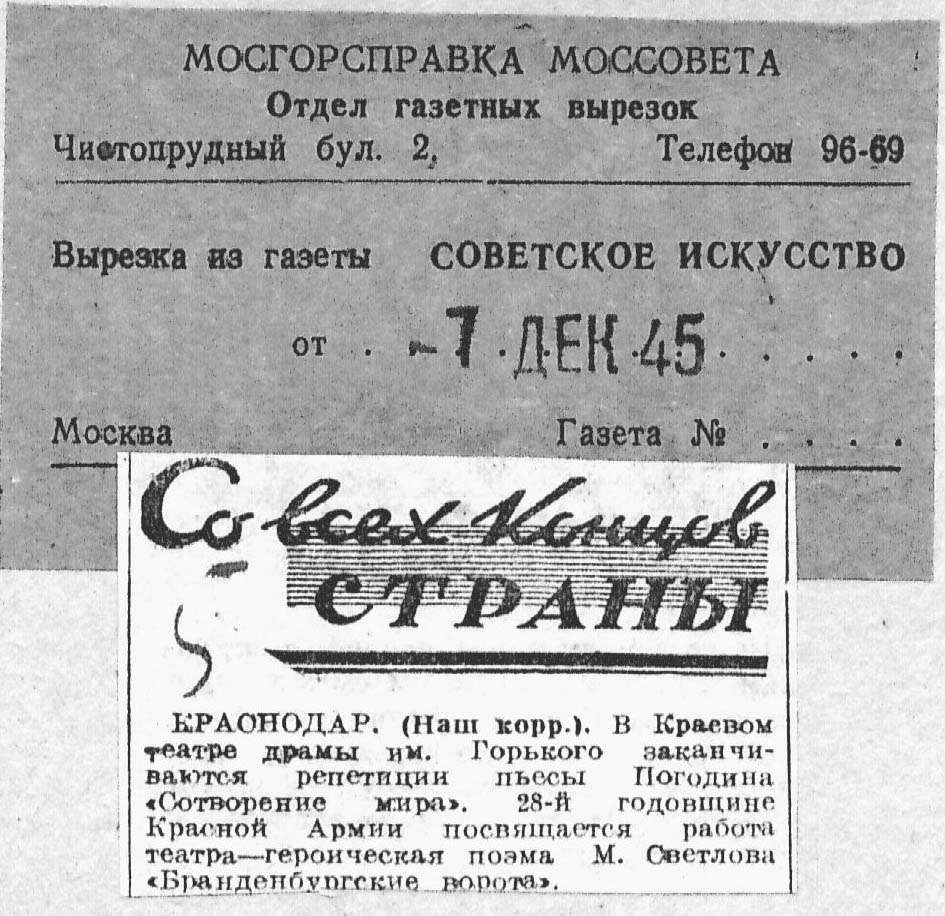 МОСГОРСПРАВКА МОССОВЕТА
Отдел газетных вырезок
Чистопрудный бул. 2. Телефон 96-69
Вырезка из газеты СОВЕТСКОЕ ИСКУССТВО
от . -7 . ДЕК 45 . . . . .
Москва Газета № . . . .
Со всех Концов
СТРАНЫ
КРАСНОДАР. (Наш корр.). В Краевом
театре драмы им. Горького заканчи-
ваются репетиции пьесы Погодина
«Сотворение мира». 28-й годовщине
Красной Армии посвящается работа
театра—героическая поэма М. Светлова
«Бранденбургские ворота».